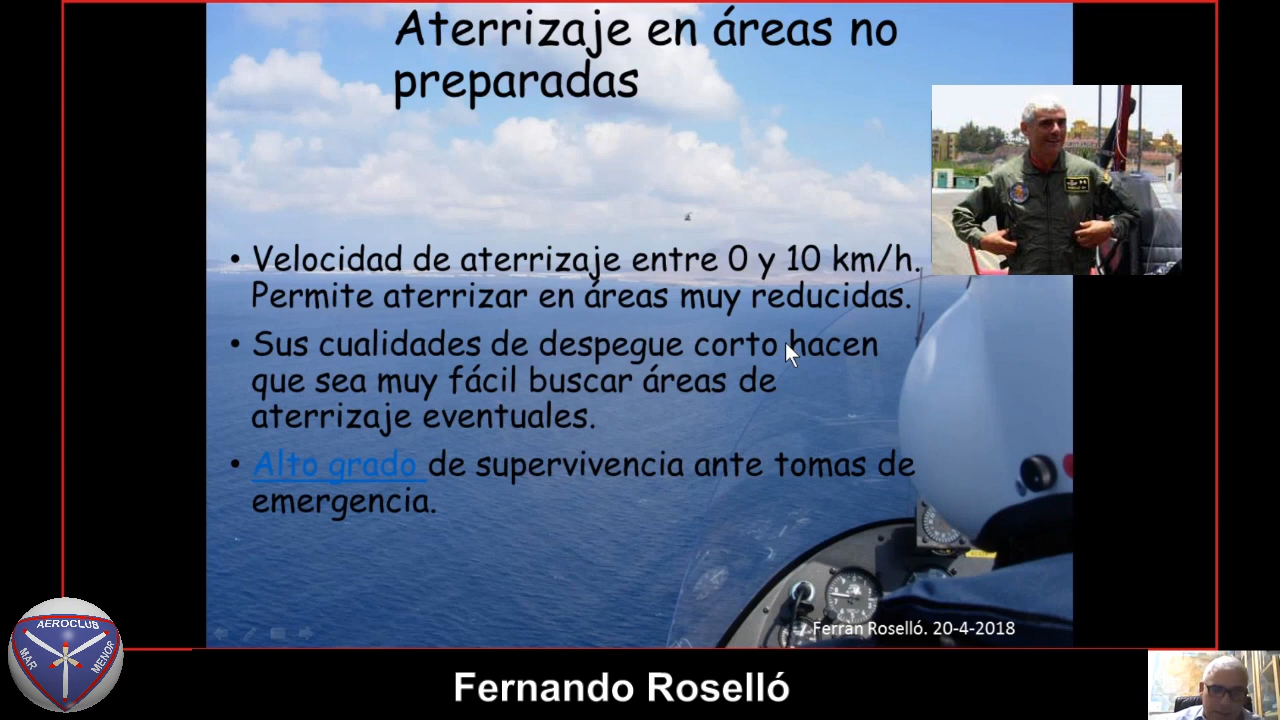 Aterrizaje en áreas no
preparadas
• Velocidad de aterrizaje entre 0 y 10 km/h.
Permite aterrizar en áreas muy reducidas.
• Sus cualidades de despegue corto hacen
que sea muy fácil buscar áreas de
aterrizaje eventuales.
• Alto grado de supervivencia ante tomas de
emergencia.
Ferran Roselló. 20-4-2018
AEROCLUB
MAR
MENOR
Fernando Roselló